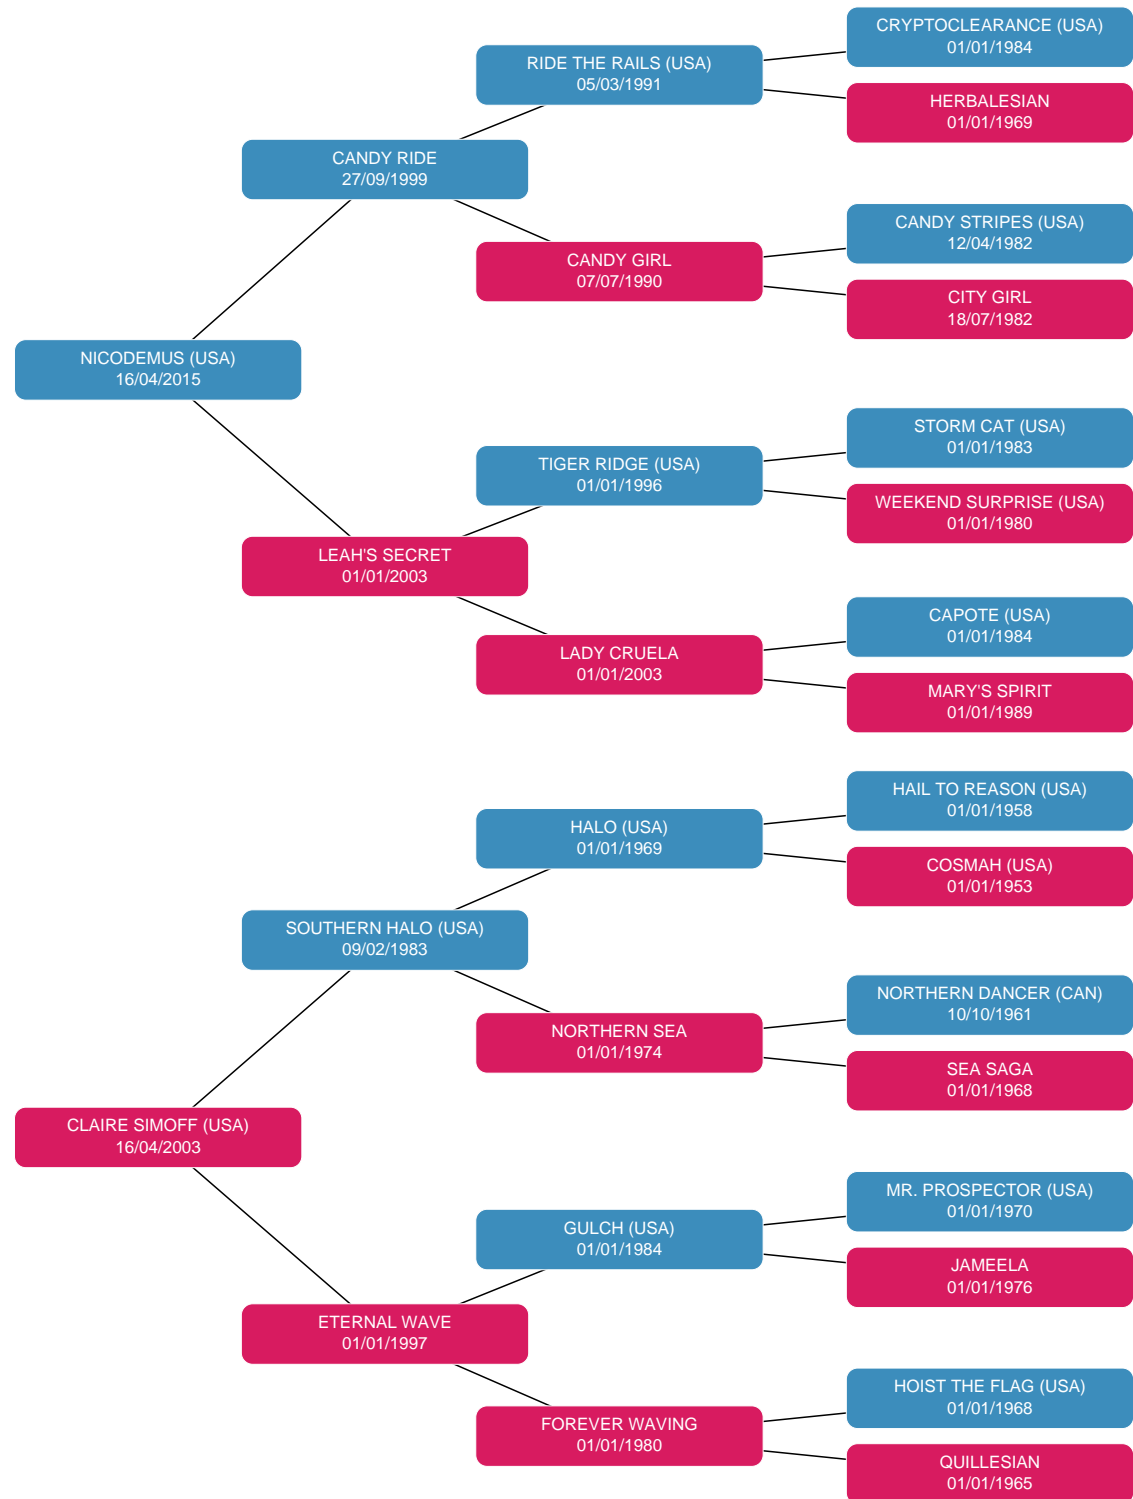 CRYPTOCLEARANCE (USA)
01/01/1984
RIDE THE RAILS (USA)
05/03/1991
HERBALESIAN
01/01/1969
CANDY RIDE
27/09/1999
CANDY STRIPES (USA)
12/04/1982
CANDY GIRL
07/07/1990
CITY GIRL
18/07/1982
NICODEMUS (USA)
16/04/2015
STORM CAT (USA)
01/01/1983
TIGER RIDGE (USA)
01/01/1996
WEEKEND SURPRISE (USA)
01/01/1980
LEAH'S SECRET
01/01/2003
CAPOTE (USA)
01/01/1984
LADY CRUELA
01/01/2003
MARY'S SPIRIT
01/01/1989
HAIL TO REASON (USA)
01/01/1958
HALO (USA)
01/01/1969
COSMAH (USA)
01/01/1953
SOUTHERN HALO (USA)
09/02/1983
NORTHERN DANCER (CAN)
10/10/1961
NORTHERN SEA
01/01/1974
SEA SAGA
01/01/1968
CLAIRE SIMOFF (USA)
16/04/2003
MR. PROSPECTOR (USA)
01/01/1970
GULCH (USA)
01/01/1984
JAMEELA
01/01/1976
ETERNAL WAVE
01/01/1997
HOIST THE FLAG (USA)
01/01/1968
FOREVER WAVING
01/01/1980
QUILLESIAN
01/01/1965